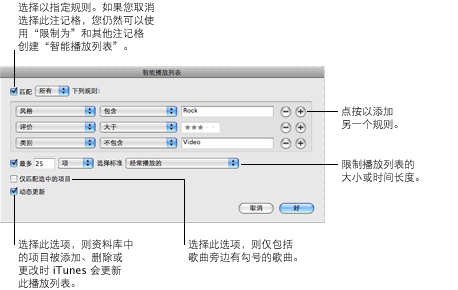 选择以指定规则。如果您取消
选择此注记格，您仍然可以使
用“限制为”和其他注记格
创建“智能播放列表”。
智能播放列表
匹配 所有 下列规则：
风格 包含 Rock
评价 大于 ★★★
类别 不包含 Video
点按以添加
另一个规则。
最多 25 项 选择标准 经常播放的
限制播放列表的
大小或时间长度。
仅匹配选中的项目
动态更新
取消 好
选择此选项，则资料库中
的项目被添加、删除或
更改时 iTunes 会更新
此播放列表。
选择此选项，则仅包括
歌曲旁边有勾号的歌曲。